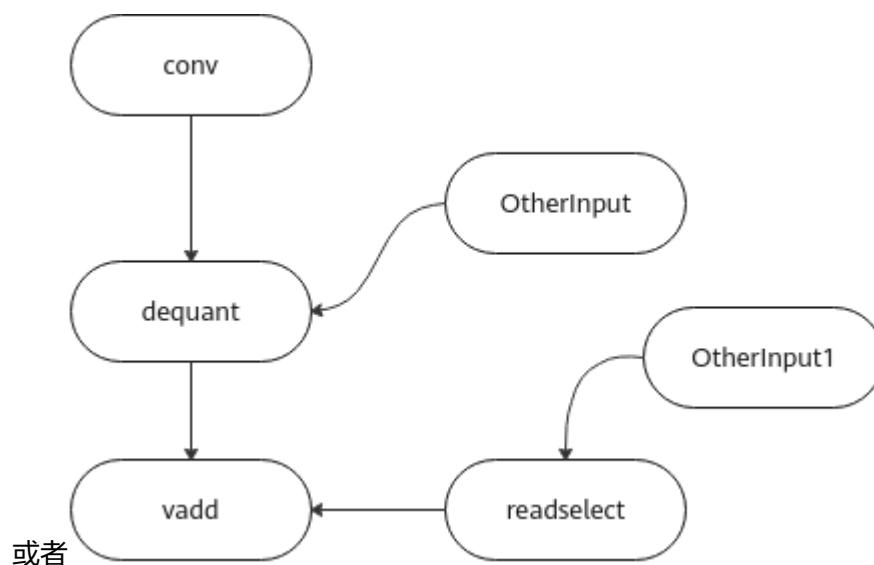 conv
OtherInput
dequant
OtherInput1
vadd
readselect
或者